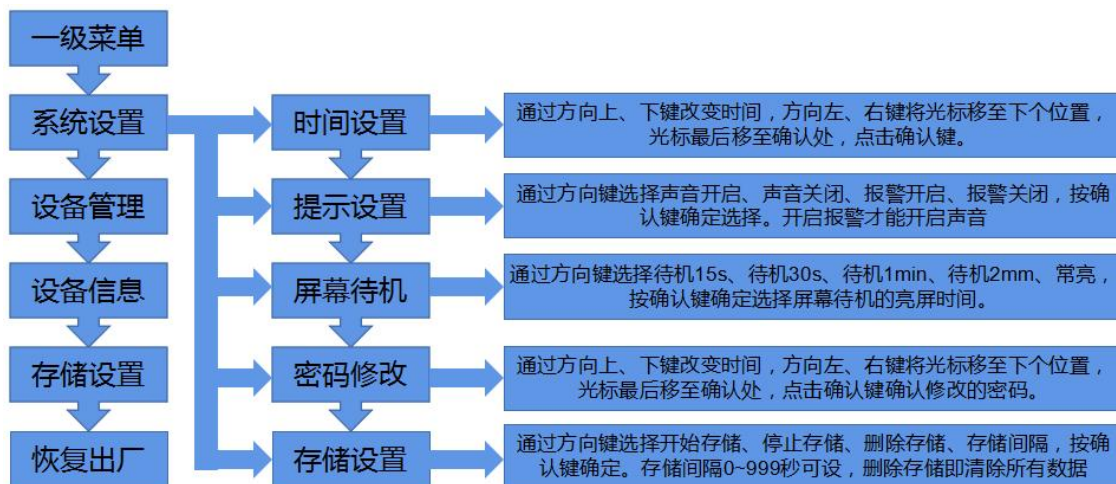 一级菜单
系统设置
时间设置
通过方向上、下键改变时间，方向左、右键将光标移至下个位置，
光标最后移至确认处，点击确认键。
设备管理
提示设置
通过方向键选择声音开启、声音关闭、报警开启、报警关闭，按确
认键确定选择。开启报警才能开启声音
设备信息
屏幕待机
通过方向键选择待机15s、待机30s、待机1min、待机2mm、常亮，
按确认键确定选择屏幕待机的亮屏时间。
存储设置
密码修改
通过方向上、下键改变时间，方向左、右键将光标移至下个位置，
光标最后移至确认处，点击确认键确认修改的密码。
恢复出厂
存储设置
通过方向键选择开始存储、停止存储、删除存储、存储间隔，按确
认键确定。存储间隔0~999秒可设，删除存储即清除所有数据